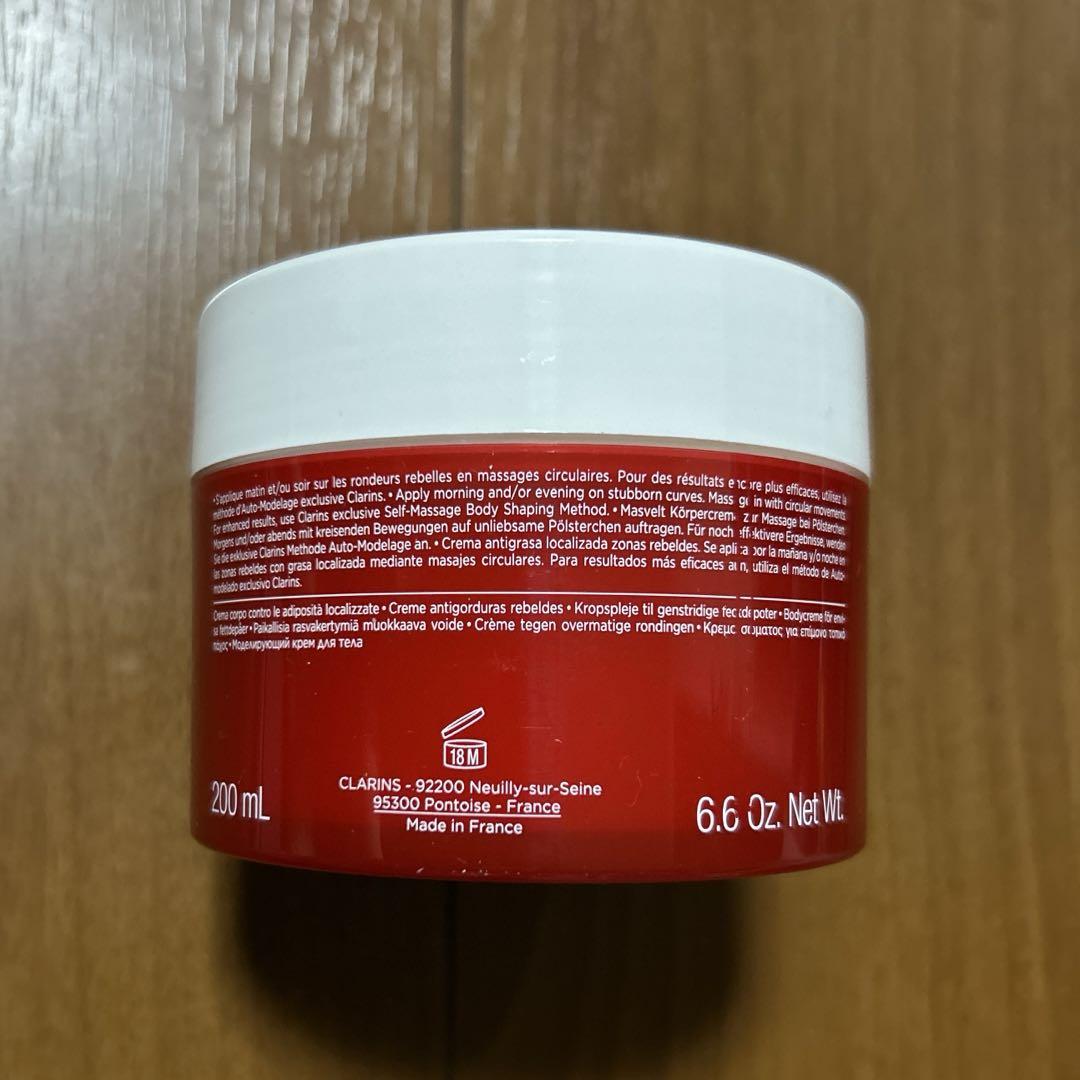 • S'applique matin et/ou soir sur les rondeurs rebelles en massages circulaires. Pour des résultats encore plus efficaces, utilisez la
méthode d'Auto-Modelage exclusive Clarins. • Apply morning and/or evening on stubborn curves. Massage in with circular movements.
For enhanced results, use Clarins exclusive Self-Massage Body Shaping Method. • Masvelt Körpercreme zur Massage bei Pölsterchen.
Morgens und/oder abends mit kreisenden Bewegungen auf unliebsame Pölsterchen auftragen. Für noch effektivere Ergebnisse, wenden
Sie die exklusive Clarins Methode Auto-Modelage an. • Crema antigrasa localizada zonas rebeldes. Se aplica por la mañana y/o noche en
las zonas rebeldes con grasa localizada mediante masajes circulares. Para resultados más eficaces aún, utiliza el método de Auto-
modelado exclusivo Clarins.
Crema corpo contro le adiposità localizzate • Creme antigorduras rebeldes • Kropspleje til genstridige fedtdepoter • Bodycreme för envi-
sa fettdepåer • Paikallisia rasvakertymiä muokkaava voide • Crème tegen overmatige rondingen • Κρεμα σώματος για επίμονο τοπικό
πάχος • Моделирующий крем для тела
18 M
CLARINS - 92200 Neuilly-sur-Seine
95300 Pontoise - France
Made in France
200 mL
6.6 Oz. Net Wt.